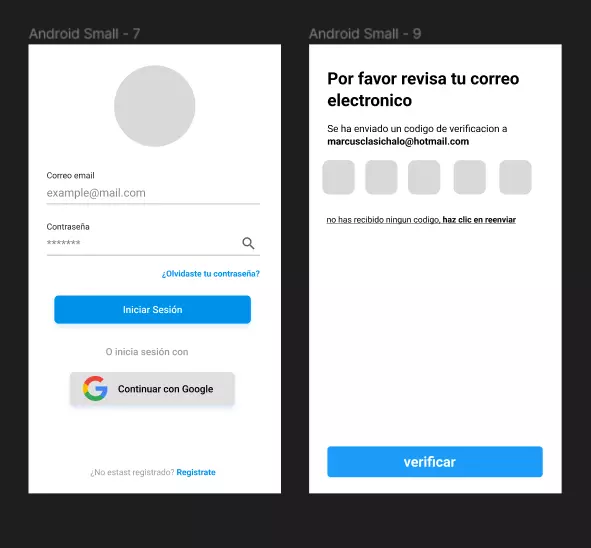 Android Small - 7
Correo email
example@mail.com
Contraseña
*******
¿Olvidaste tu contraseña?
Iniciar Sesión
O inicia sesión con
Continuar con Google
¿No estast registrado? Registrate
Android Small - 9
Por favor revisa tu correo
electronico
Se ha enviado un codigo de verificacion a
marcusclasichalo@hotmail.com
no has recibido ningun codigo, haz clic en reenviar
verificar